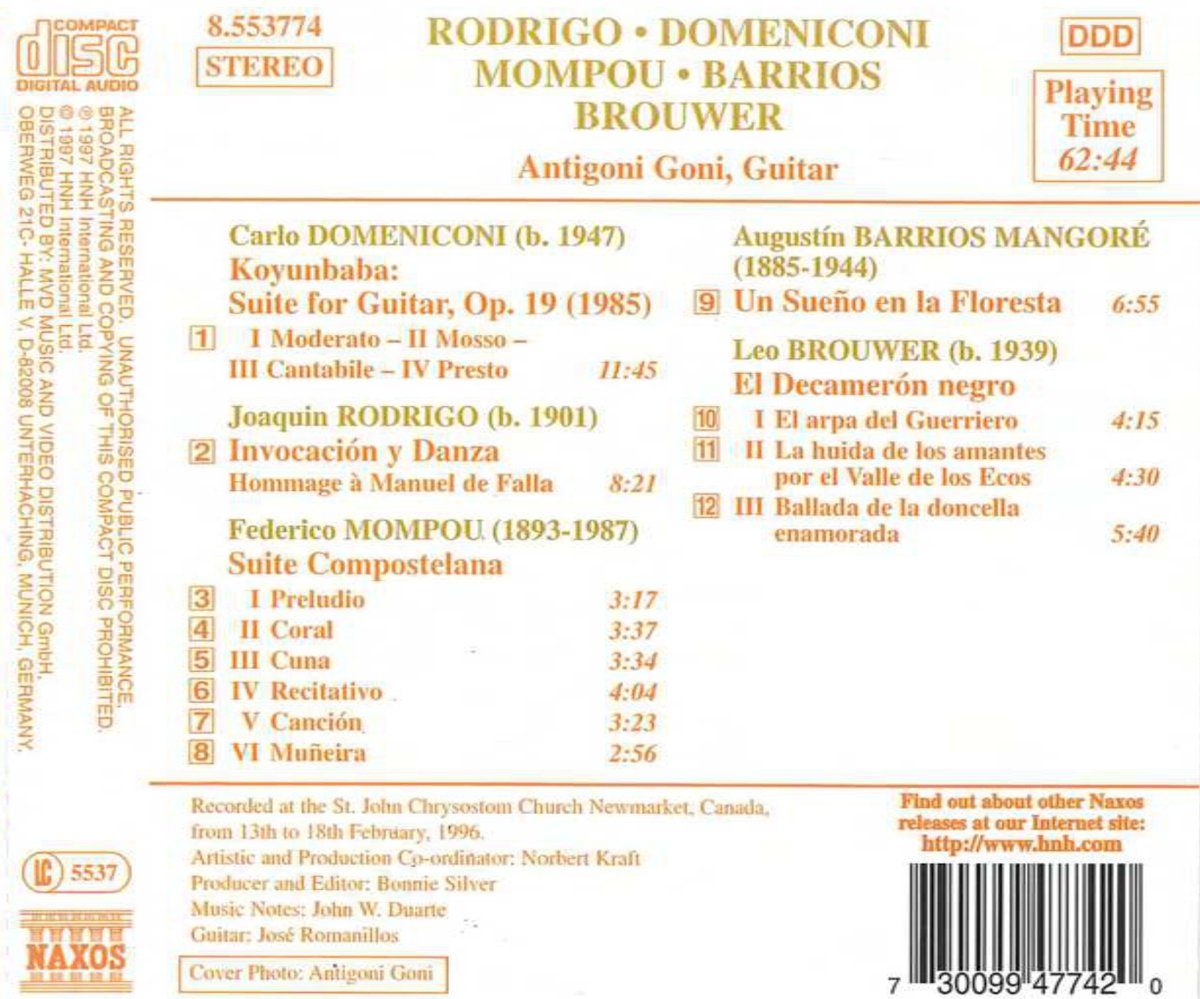 COMPACT
disc
DIGITAL AUDIO
8.553774
STEREO
RODRIGO • DOMENICONI
MOMPOU • BARRIOS
BROUWER
Antigoni Goni, Guitar
DDD
Playing
Time
62:44
ALL RIGHTS RESERVED. UNAUTHORISED PUBLIC PERFORMANCE,
BROADCASTING AND COPYING OF THIS COMPACT DISC PROHIBITED.
℗ 1997 HNH International Ltd.
© 1997 HNH International Ltd.
DISTRIBUTED BY: MVD MUSIC AND VIDEO DISTRIBUTION GmbH,
OBERWEG 21C- HALLE V, D-82008 UNTERHACHING, MUNICH, GERMANY.
Carlo DOMENICONI (b. 1947)
Koyunbaba:
Suite for Guitar, Op. 19 (1985)
1 I Moderato – II Mosso –
III Cantabile – IV Presto 11:45
Joaquin RODRIGO (b. 1901)
2 Invocación y Danza
Hommage à Manuel de Falla 8:21
Federico MOMPOU (1893-1987)
Suite Compostelana
3 I Preludio 3:17
4 II Coral 3:37
5 III Cuna 3:34
6 IV Recitativo 4:04
7 V Canción 3:23
8 VI Muñeira 2:56
Augustín BARRIOS MANGORÉ
(1885-1944)
9 Un Sueño en la Floresta 6:55
Leo BROUWER (b. 1939)
El Decamerón negro
10 I El arpa del Guerriero 4:15
11 II La huida de los amantes
por el Valle de los Ecos 4:30
12 III Ballada de la doncella
enamorada 5:40
Recorded at the St. John Chrysostom Church Newmarket, Canada,
from 13th to 18th February, 1996.
Artistic and Production Co-ordinator: Norbert Kraft
Producer and Editor: Bonnie Silver
Music Notes: John W. Duarte
Guitar: José Romanillos
Cover Photo: Antigoni Goni
Find out about other Naxos
releases at our Internet site:
http://www.hnh.com
7 30099 47742 0
LC 5537
NAXOS